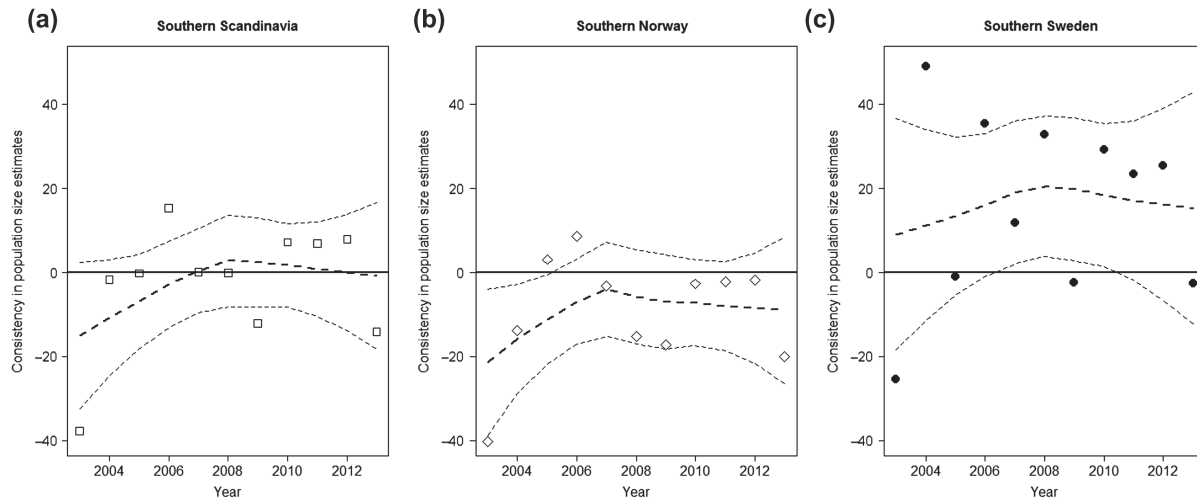 (a)
Southern Scandinavia
Consistency in population size estimates
40
20
0
−20
−40
2004 2006 2008 2010 2012
Year
(b)
Southern Norway
Consistency in population size estimates
40
20
0
−20
−40
2004 2006 2008 2010 2012
Year
(c)
Southern Sweden
Consistency in population size estimates
40
20
0
−20
−40
2004 2006 2008 2010 2012
Year